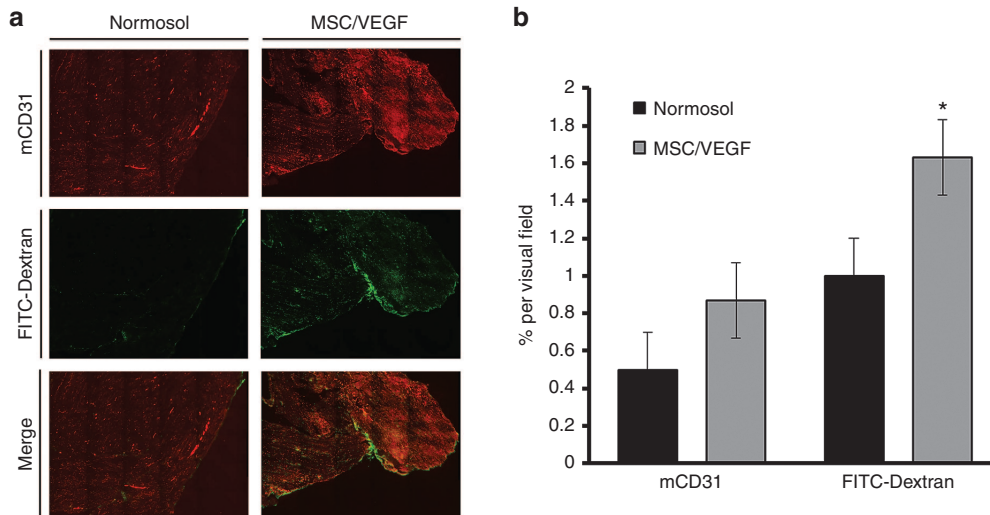 a
Normosol
MSC/VEGF
mCD31
FITC-Dextran
Merge
b
% per visual field
2
1.8
1.6
1.4
1.2
1
0.8
0.6
0.4
0.2
0
Normosol
MSC/VEGF
*
mCD31
FITC-Dextran